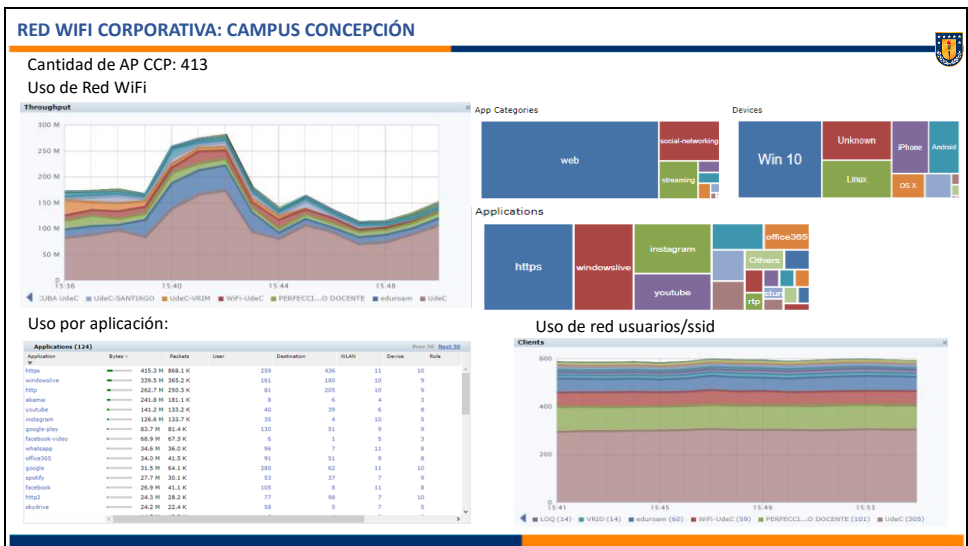 RED WIFI CORPORATIVA: CAMPUS CONCEPCIÓN
Cantidad de AP CCP: 413
Uso de Red WiFi
Throughput
300 M
250 M
200 M
150 M
100 M
50 M
0
15:36 15:40 15:44 15:48
UdeC-SANTIAGO UdeC-VRIM WiFi-UdeC PERFECCI...O DOCENTE eduroam UdeC
App Categories
web
social-networking
streaming
Devices
Win 10
Unknown
Linux
iPhone
Android
OS X
Applications
https
windowslive
instagram
youtube
office365
Others
stun
rtp
Uso por aplicación:
Applications (124) Prev 50 Next 50
Application Bytes Packets User Destination WLAN Device Role
https 415.3 M 868.1 K 259 436 11 10
windowslive 339.5 M 365.2 K 161 180 10 9
http 262.7 M 250.3 K 81 205 10 9
akamai 241.8 M 181.1 K 8 6 4 3
youtube 141.2 M 133.2 K 40 39 6 8
instagram 126.6 M 133.7 K 35 4 10 5
google-play 83.7 M 81.4 K 130 51 9 9
facebook-video 68.9 M 67.3 K 6 1 5 3
whatsapp 34.6 M 36.0 K 96 7 11 8
office365 34.0 M 41.5 K 91 51 9 8
google 31.5 M 64.1 K 280 62 11 10
spotify 27.7 M 30.1 K 53 37 7 9
facebook 26.9 M 41.1 K 105 8 11 8
http2 24.3 M 28.2 K 77 98 7 10
skydrive 24.2 M 22.4 K 58 5 7 5
Uso de red usuarios/ssid
Clients
600
400
200
0
15:41 15:45 15:49 15:53
LOQ (14) VRID (14) eduroam (60) WiFi-UdeC (59) PERFECCI...O DOCENTE (101) UdeC (305)